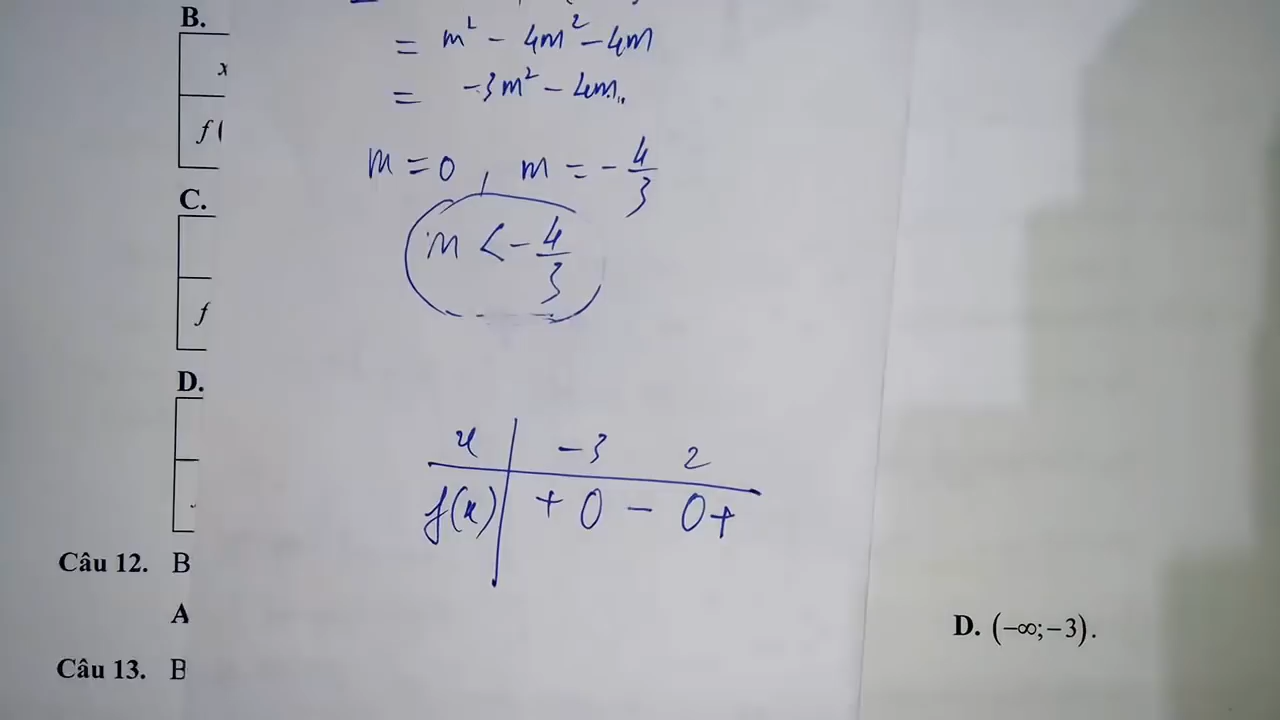 B.
= m² - 4m² - 4m
x
= -3m² - 4m
f(
m = 0, m = -4/3
C.
m < -4/3
f
D.
x -3 2
f(x) + 0 - 0 +
Câu 12. B
A
D. (-∞;-3).
Câu 13. B